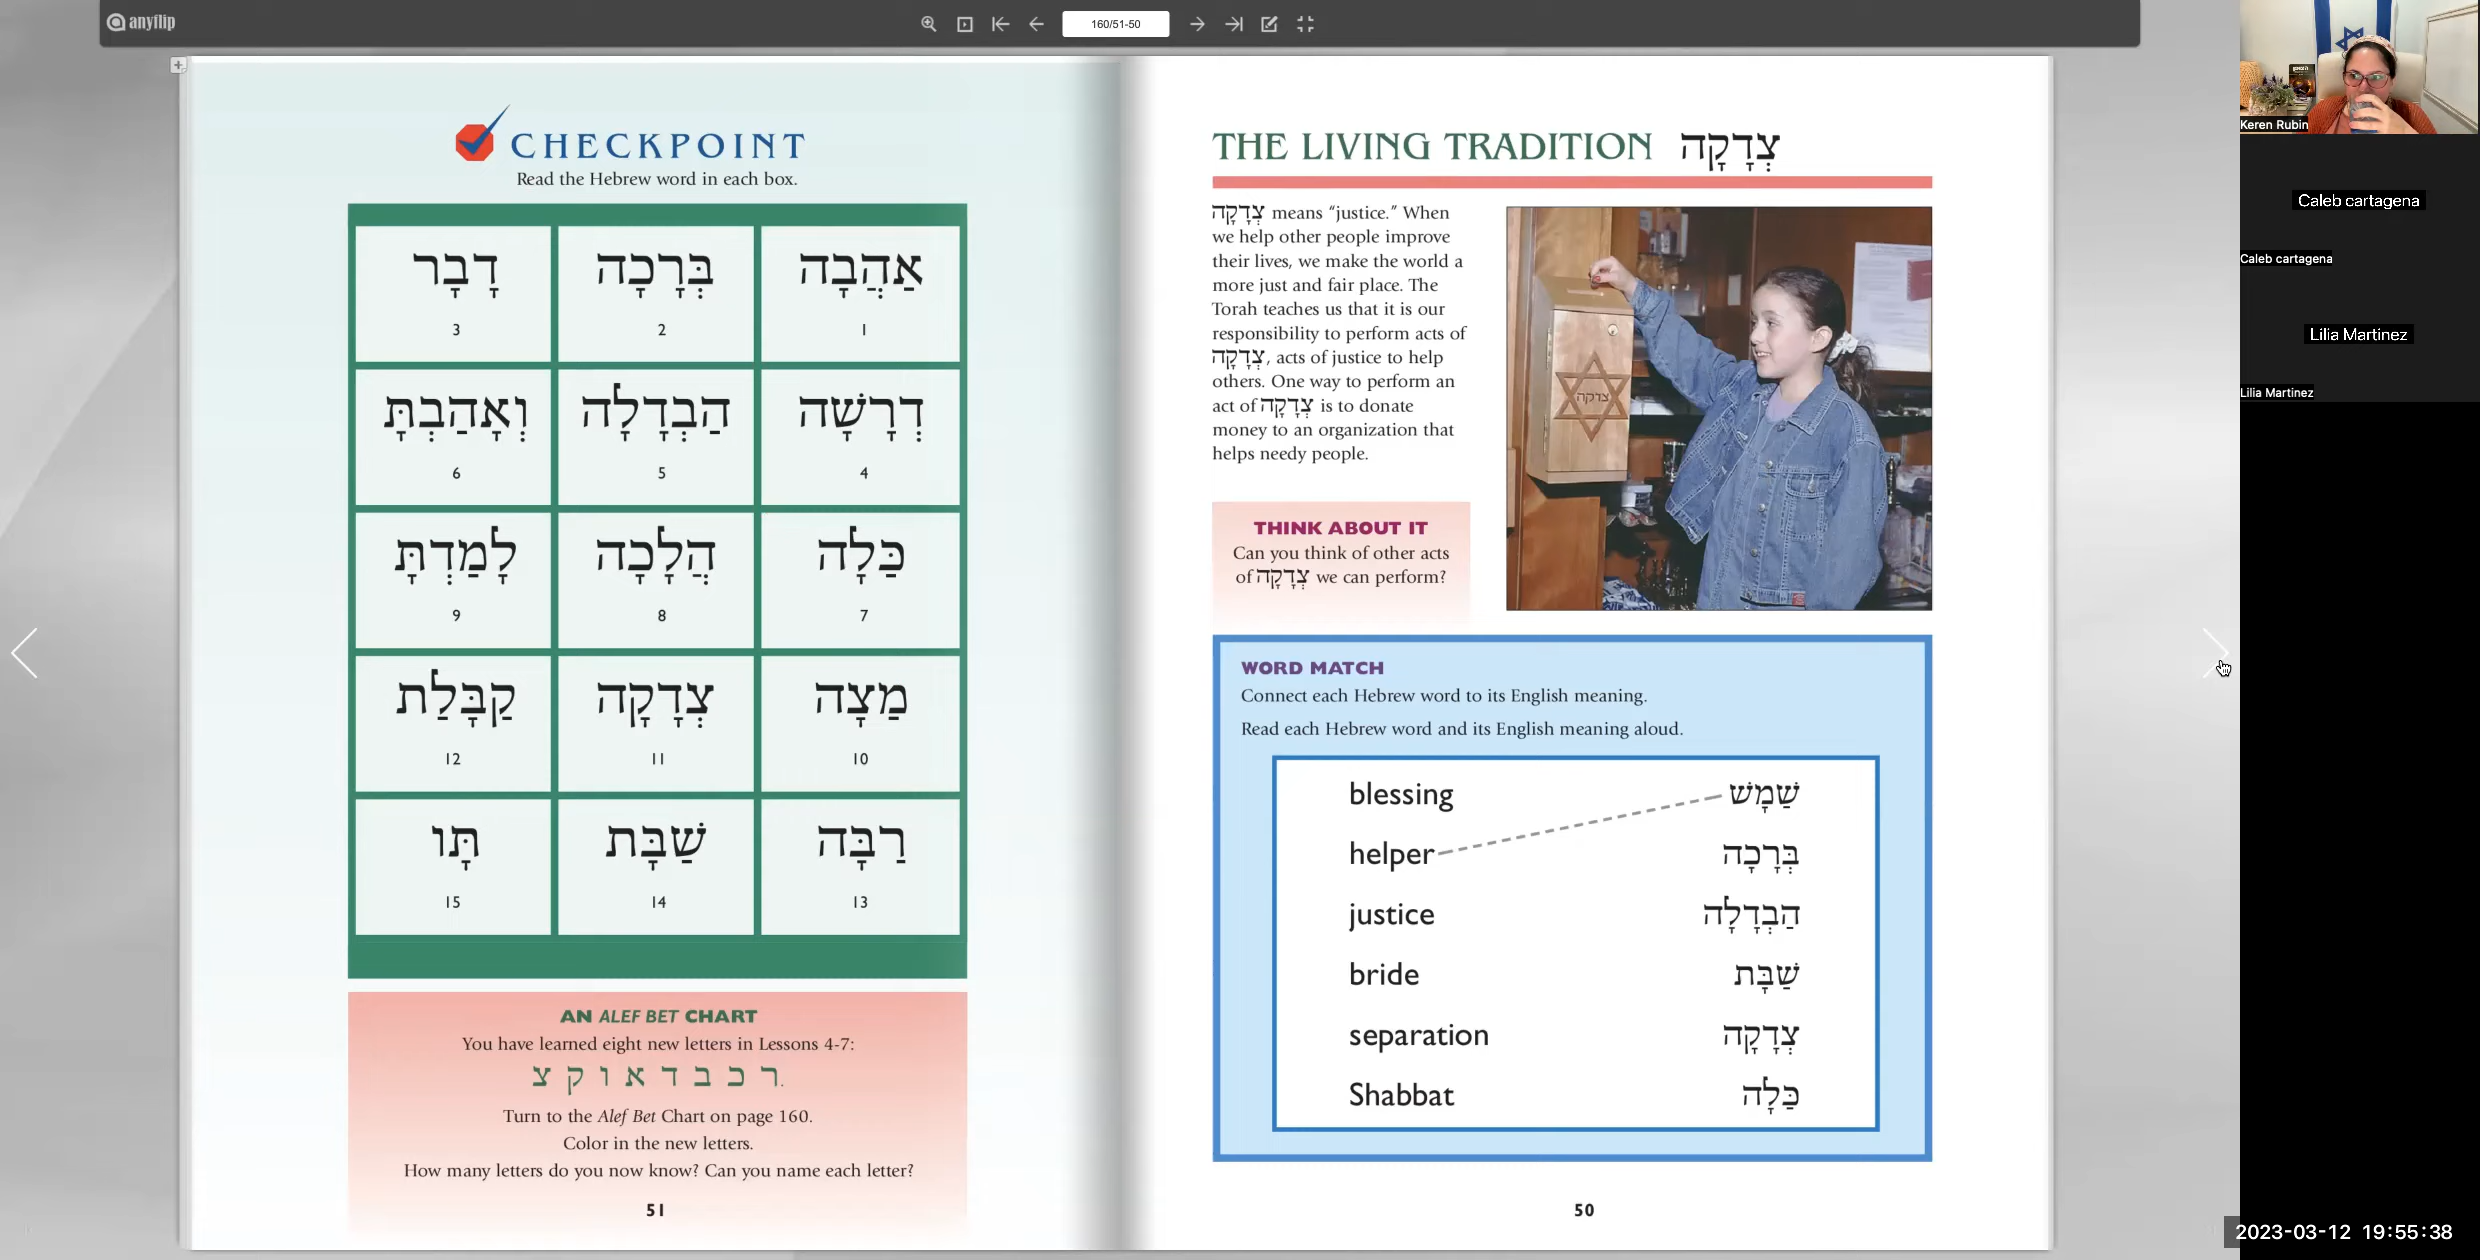 anyflip
160/51-50
CHECKPOINT
Read the Hebrew word in each box.
אַהֲבָה
1
בְּרָכָה
2
דָבָר
3
דְרָשָׁה
4
הַבְדָלָה
5
וְאָהַבְתָּ
6
כַּלָה
7
הֲלָכָה
8
לָמַדְתָּ
9
מַצָה
10
צְדָקָה
11
קַבָּלַת
12
רַבָּה
13
שַׁבָּת
14
תָּו
15
AN ALEF BET CHART
You have learned eight new letters in Lessons 4-7:
ר כ ב ד א ו ק צ.
Turn to the Alef Bet Chart on page 160.
Color in the new letters.
How many letters do you now know? Can you name each letter?
51
THE LIVING TRADITION צְדָקָה
צְדָקָה means “justice.” When
we help other people improve
their lives, we make the world a
more just and fair place. The
Torah teaches us that it is our
responsibility to perform acts of
צְדָקָה, acts of justice to help
others. One way to perform an
act of צְדָקָה is to donate
money to an organization that
helps needy people.
צדקה
THINK ABOUT IT
Can you think of other acts
of צְדָקָה we can perform?
WORD MATCH
Connect each Hebrew word to its English meaning.
Read each Hebrew word and its English meaning aloud.
blessing שַׁמָשׁ
helper בְּרָכָה
justice הַבְדָלָה
bride שַׁבָּת
separation צְדָקָה
Shabbat כַּלָה
50
Keren Rubin
Caleb cartagena
Caleb cartagena
Lilia Martinez
Lilia Martinez
2023-03-12 19:55:38